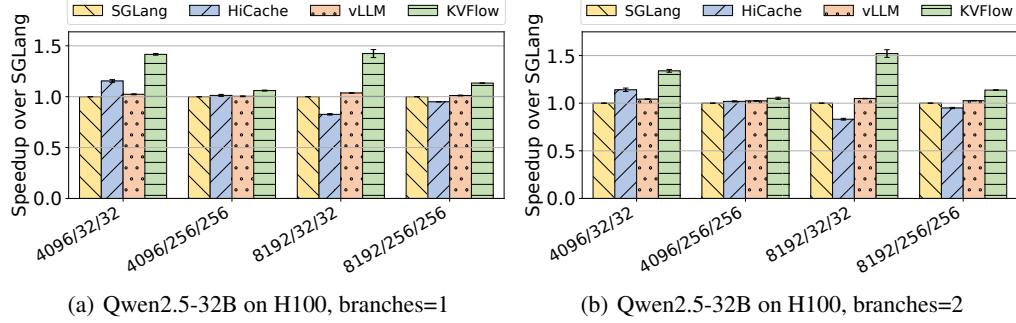 SGLang HiCache vLLM KVFlow
Speedup over SGLang
1.5
1.0
0.5
0.0
4096/32/32
4096/256/256
8192/32/32
8192/256/256
(a) Qwen2.5-32B on H100, branches=1
SGLang HiCache vLLM KVFlow
Speedup over SGLang
1.5
1.0
0.5
0.0
4096/32/32
4096/256/256
8192/32/32
8192/256/256
(b) Qwen2.5-32B on H100, branches=2